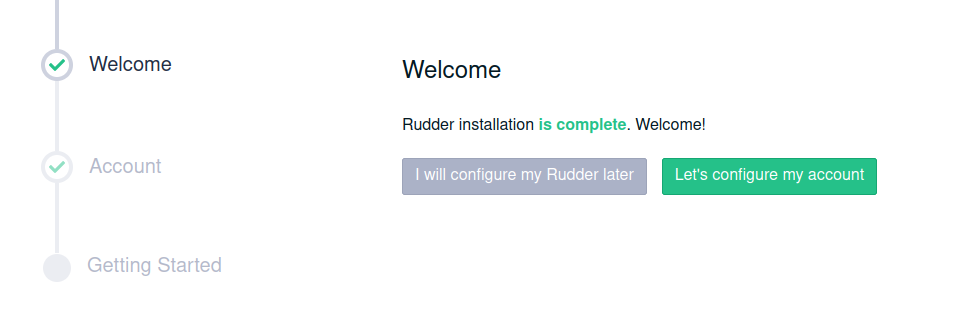 Welcome
Account
Getting Started
Welcome
Rudder installation is complete. Welcome!
I will configure my Rudder later
Let's configure my account